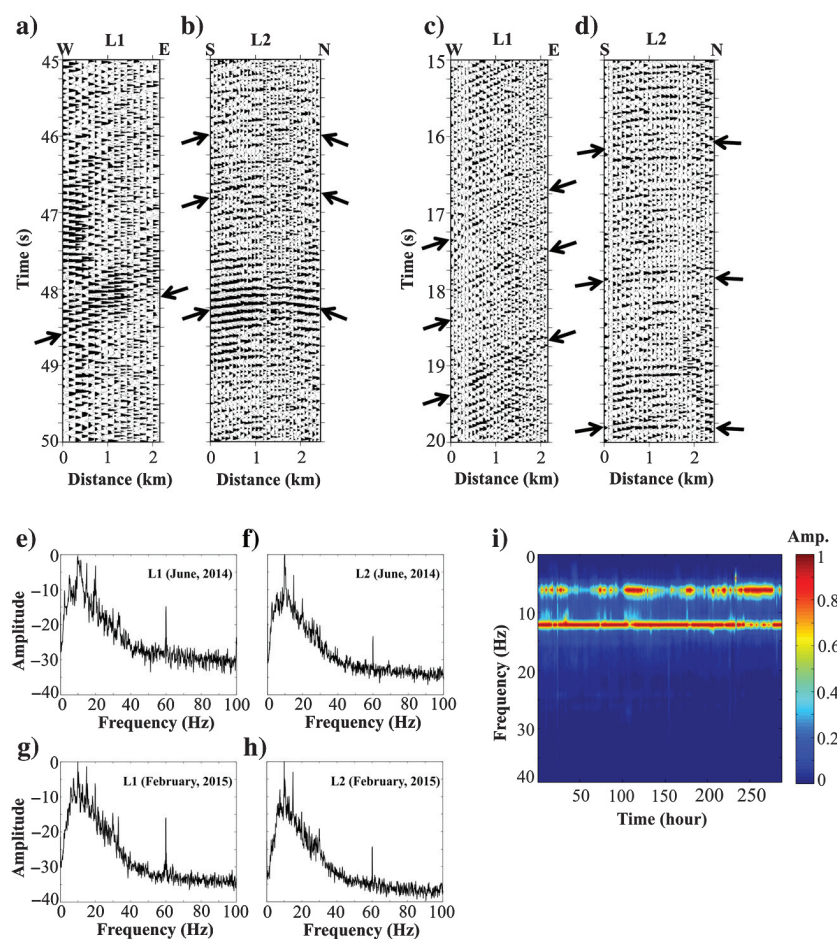 a) b) c) d)
W L1 E S L2 N W L1 E S L2 N
45 15
46 16
47 17
Time (s) Time (s)
48 18
49 19
50 20
0 1 2 0 1 2 0 1 2 0 1 2
Distance (km) Distance (km) Distance (km) Distance (km)
e) f) i) Amp.
0 L1 (June, 2014) L2 (June, 2014) 0 1
−10 10 0.8
Amplitude −20 Frequency (Hz) 20 0.6
−30 30 0.4
−40 40 0.2
0
0 20 40 60 80 100 0 20 40 60 80 100
Frequency (Hz) Frequency (Hz)
50 100 150 200 250
Time (hour)
g) h)
0 L1 (February, 2015) L2 (February, 2015)
−10
Amplitude −20
−30
−40
0 20 40 60 80 100 0 20 40 60 80 100
Frequency (Hz) Frequency (Hz)